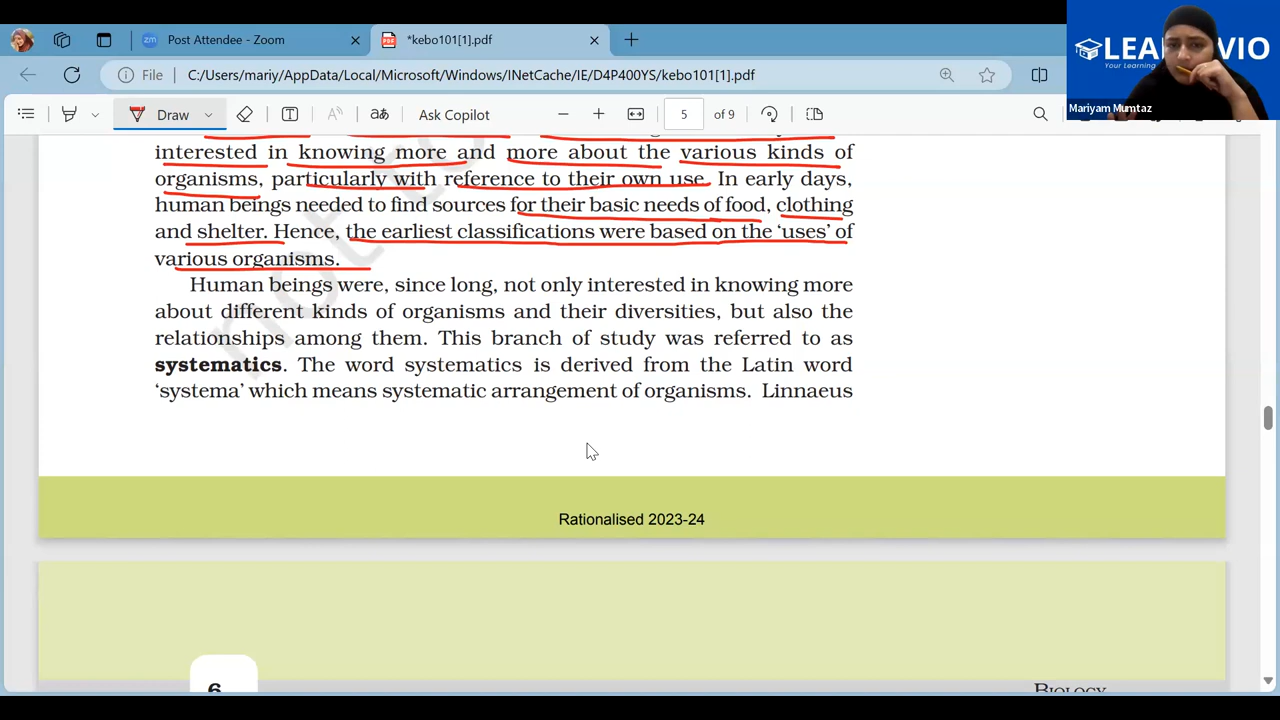 Post Attendee - Zoom
*kebo101[1].pdf
File C:/Users/mariy/AppData/Local/Microsoft/Windows/INetCache/IE/D4P400YS/kebo101[1].pdf
Draw
Ask Copilot
5 of 9
LEA VIO
Your Learning
Mariyam Mumtaz
interested in knowing more and more about the various kinds of
organisms, particularly with reference to their own use. In early days,
human beings needed to find sources for their basic needs of food, clothing
and shelter. Hence, the earliest classifications were based on the ‘uses’ of
various organisms.
Human beings were, since long, not only interested in knowing more
about different kinds of organisms and their diversities, but also the
relationships among them. This branch of study was referred to as
systematics. The word systematics is derived from the Latin word
‘systema’ which means systematic arrangement of organisms. Linnaeus
Rationalised 2023-24
6
BIOLOGY